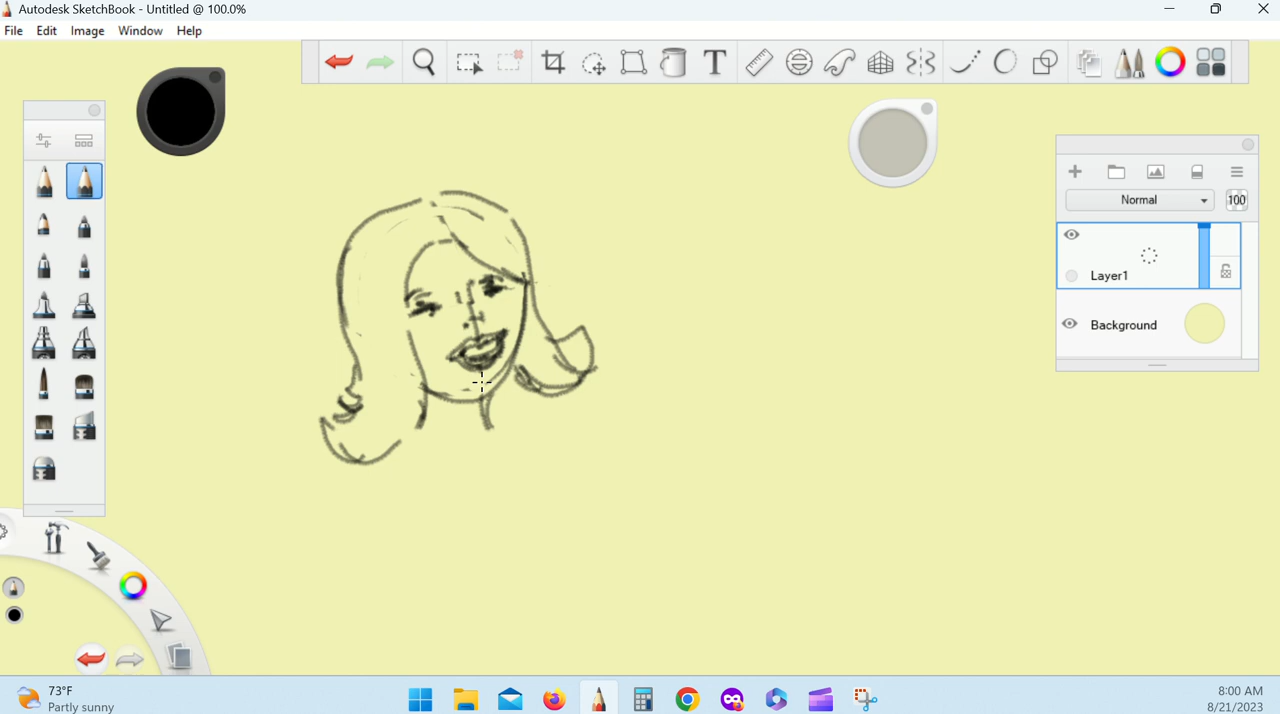 Autodesk SketchBook - Untitled @ 100.0%
File Edit Image Window Help
T
Normal 100
Layer1
Background
73°F
Partly sunny
8:00 AM
8/21/2023